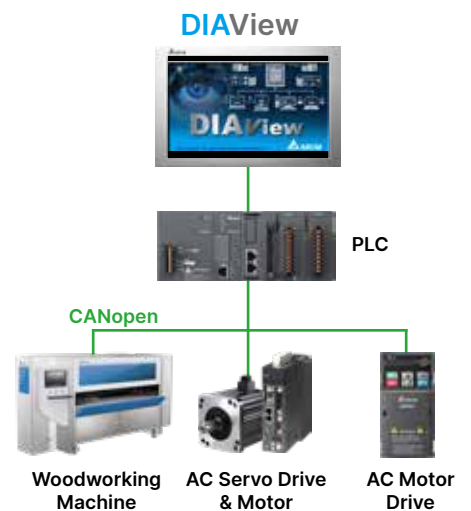 DIAView
DIAView
PLC
CANopen
Woodworking
Machine
AC Servo Drive
& Motor
AC Motor
Drive